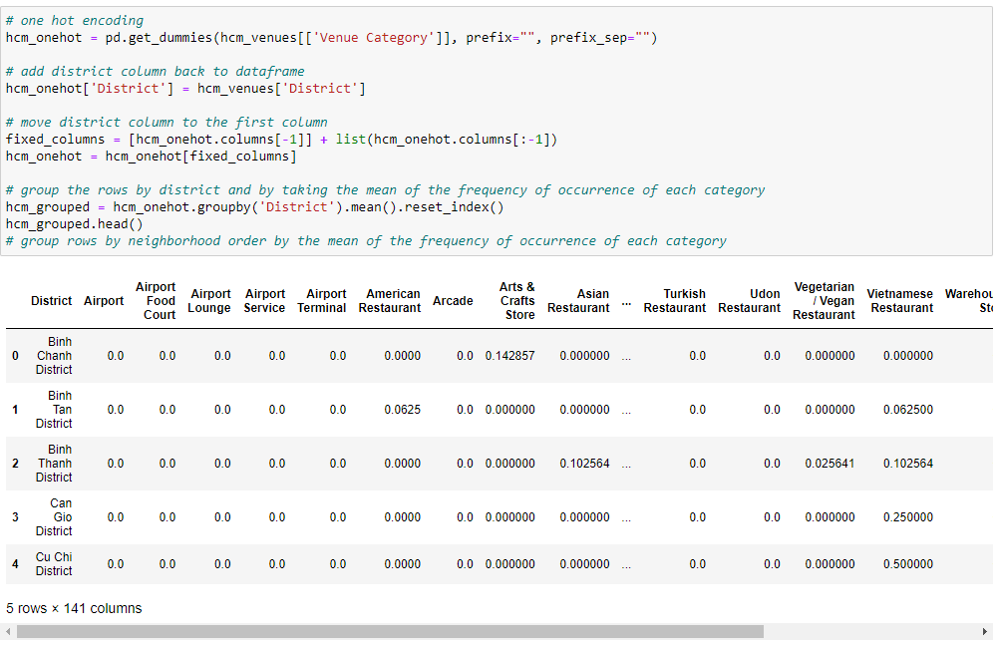 # one hot encoding
hcm_onehot = pd.get_dummies(hcm_venues[['Venue Category']], prefix="", prefix_sep="")
# add district column back to dataframe
hcm_onehot['District'] = hcm_venues['District']
# move district column to the first column
fixed_columns = [hcm_onehot.columns[-1]] + list(hcm_onehot.columns[:-1])
hcm_onehot = hcm_onehot[fixed_columns]
# group the rows by district and by taking the mean of the frequency of occurrence of each category
hcm_grouped = hcm_onehot.groupby('District').mean().reset_index()
hcm_grouped.head()
# group rows by neighborhood order by the mean of the frequency of occurrence of each category
District Airport Airport Food Court Airport Lounge Airport Service Airport Terminal American Restaurant Arcade Arts & Crafts Store Asian Restaurant ... Turkish Restaurant Udon Restaurant Vegetarian / Vegan Restaurant Vietnamese Restaurant
0 Binh Chanh District 0.0 0.0 0.0 0.0 0.0 0.0000 0.0 0.142857 0.000000 ... 0.0 0.0 0.000000 0.000000
1 Binh Tan District 0.0 0.0 0.0 0.0 0.0 0.0625 0.0 0.000000 0.000000 ... 0.0 0.0 0.000000 0.062500
2 Binh Thanh District 0.0 0.0 0.0 0.0 0.0 0.0000 0.0 0.000000 0.102564 ... 0.0 0.0 0.025641 0.102564
3 Can Gio District 0.0 0.0 0.0 0.0 0.0 0.0000 0.0 0.000000 0.000000 ... 0.0 0.0 0.000000 0.250000
4 Cu Chi District 0.0 0.0 0.0 0.0 0.0 0.0000 0.0 0.000000 0.000000 ... 0.0 0.0 0.000000 0.500000
5 rows × 141 columns